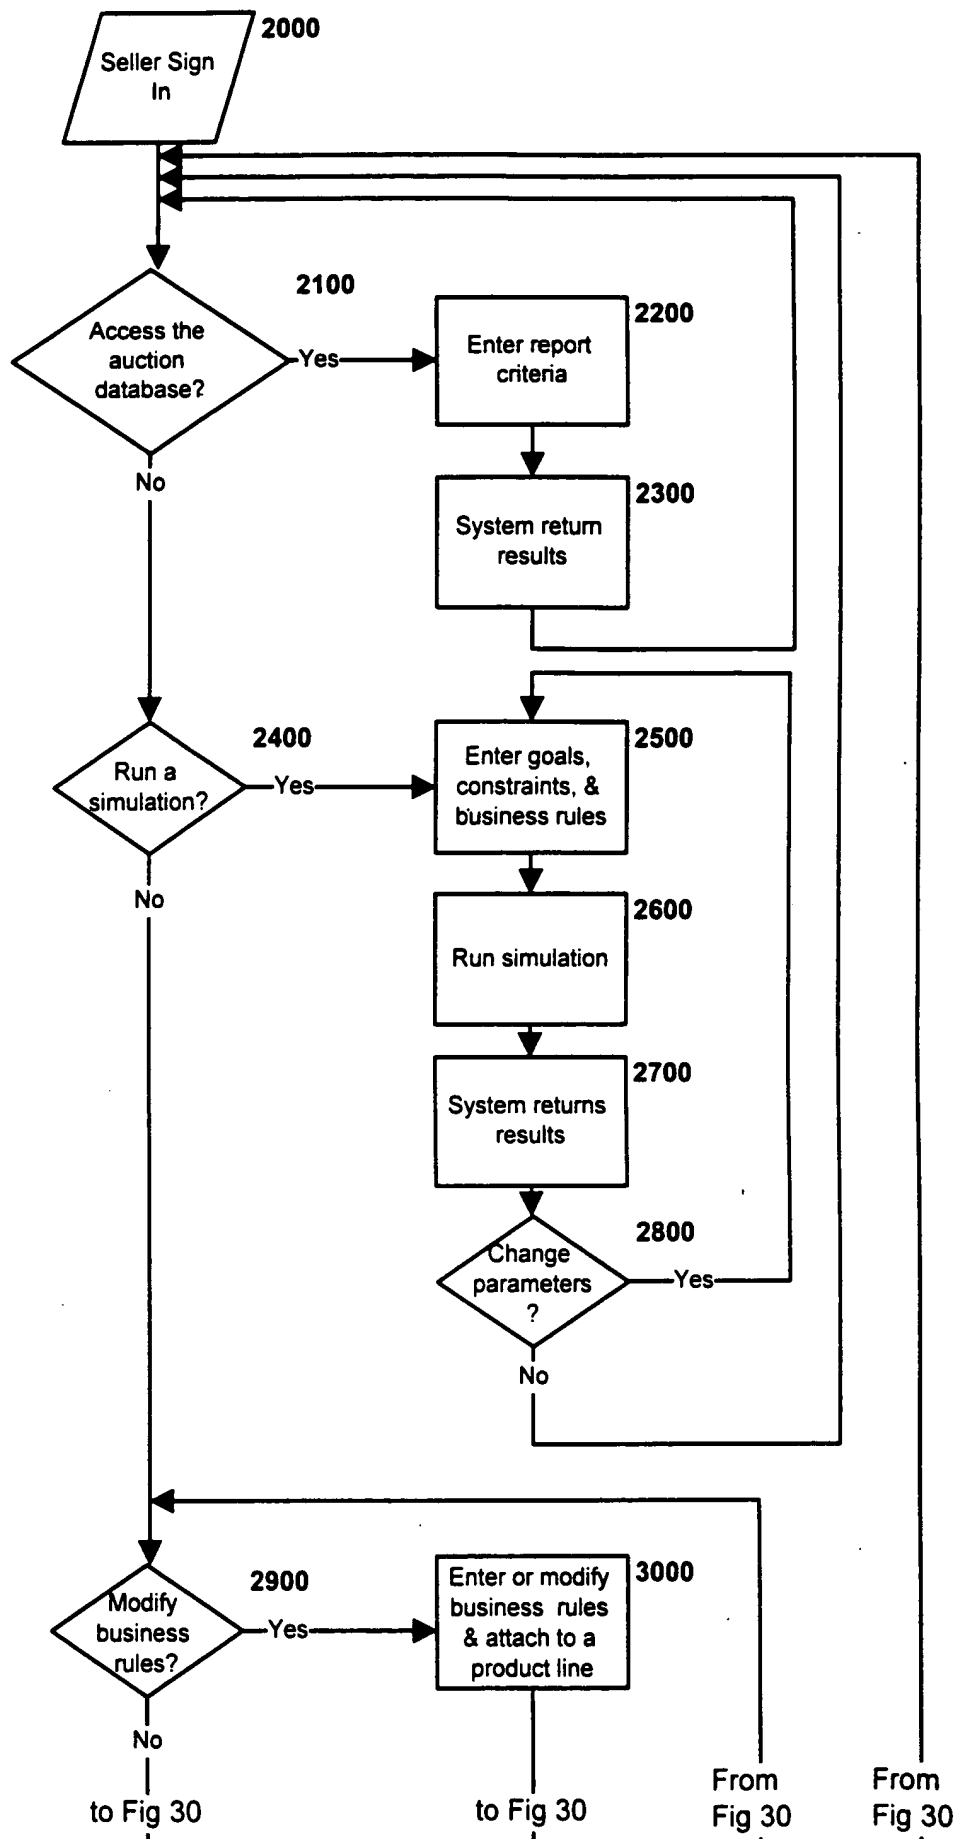 2000
Seller Sign
In
2100
Access the
auction
database?
Yes
2200
Enter report
criteria
No
2300
System return
results
2400
Run a
simulation?
Yes
2500
Enter goals,
constraints, &
business rules
No
2600
Run simulation
2700
System returns
results
2800
Change
parameters
?
Yes
No
2900
Modify
business
rules?
Yes
3000
Enter or modify
business rules
& attach to a
product line
No
to Fig 30
to Fig 30
From
Fig 30
From
Fig 30